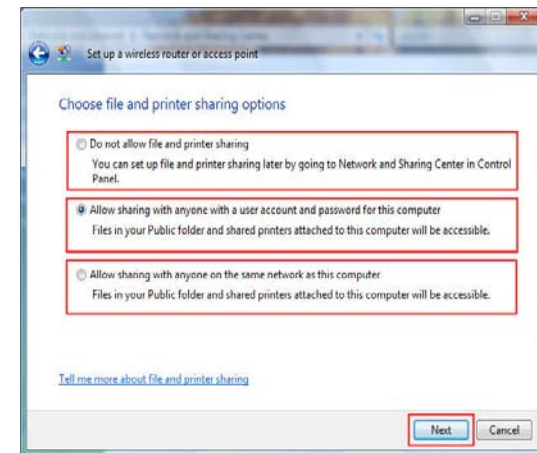 Set up a wireless router or access point
Choose file and printer sharing options
Do not allow file and printer sharing
You can set up file and printer sharing later by going to Network and Sharing Center in Control
Panel.
Allow sharing with anyone with a user account and password for this computer
Files in your Public folder and shared printers attached to this computer will be accessible.
Allow sharing with anyone on the same network as this computer
Files in your Public folder and shared printers attached to this computer will be accessible.
Tell me more about file and printer sharing
Next Cancel